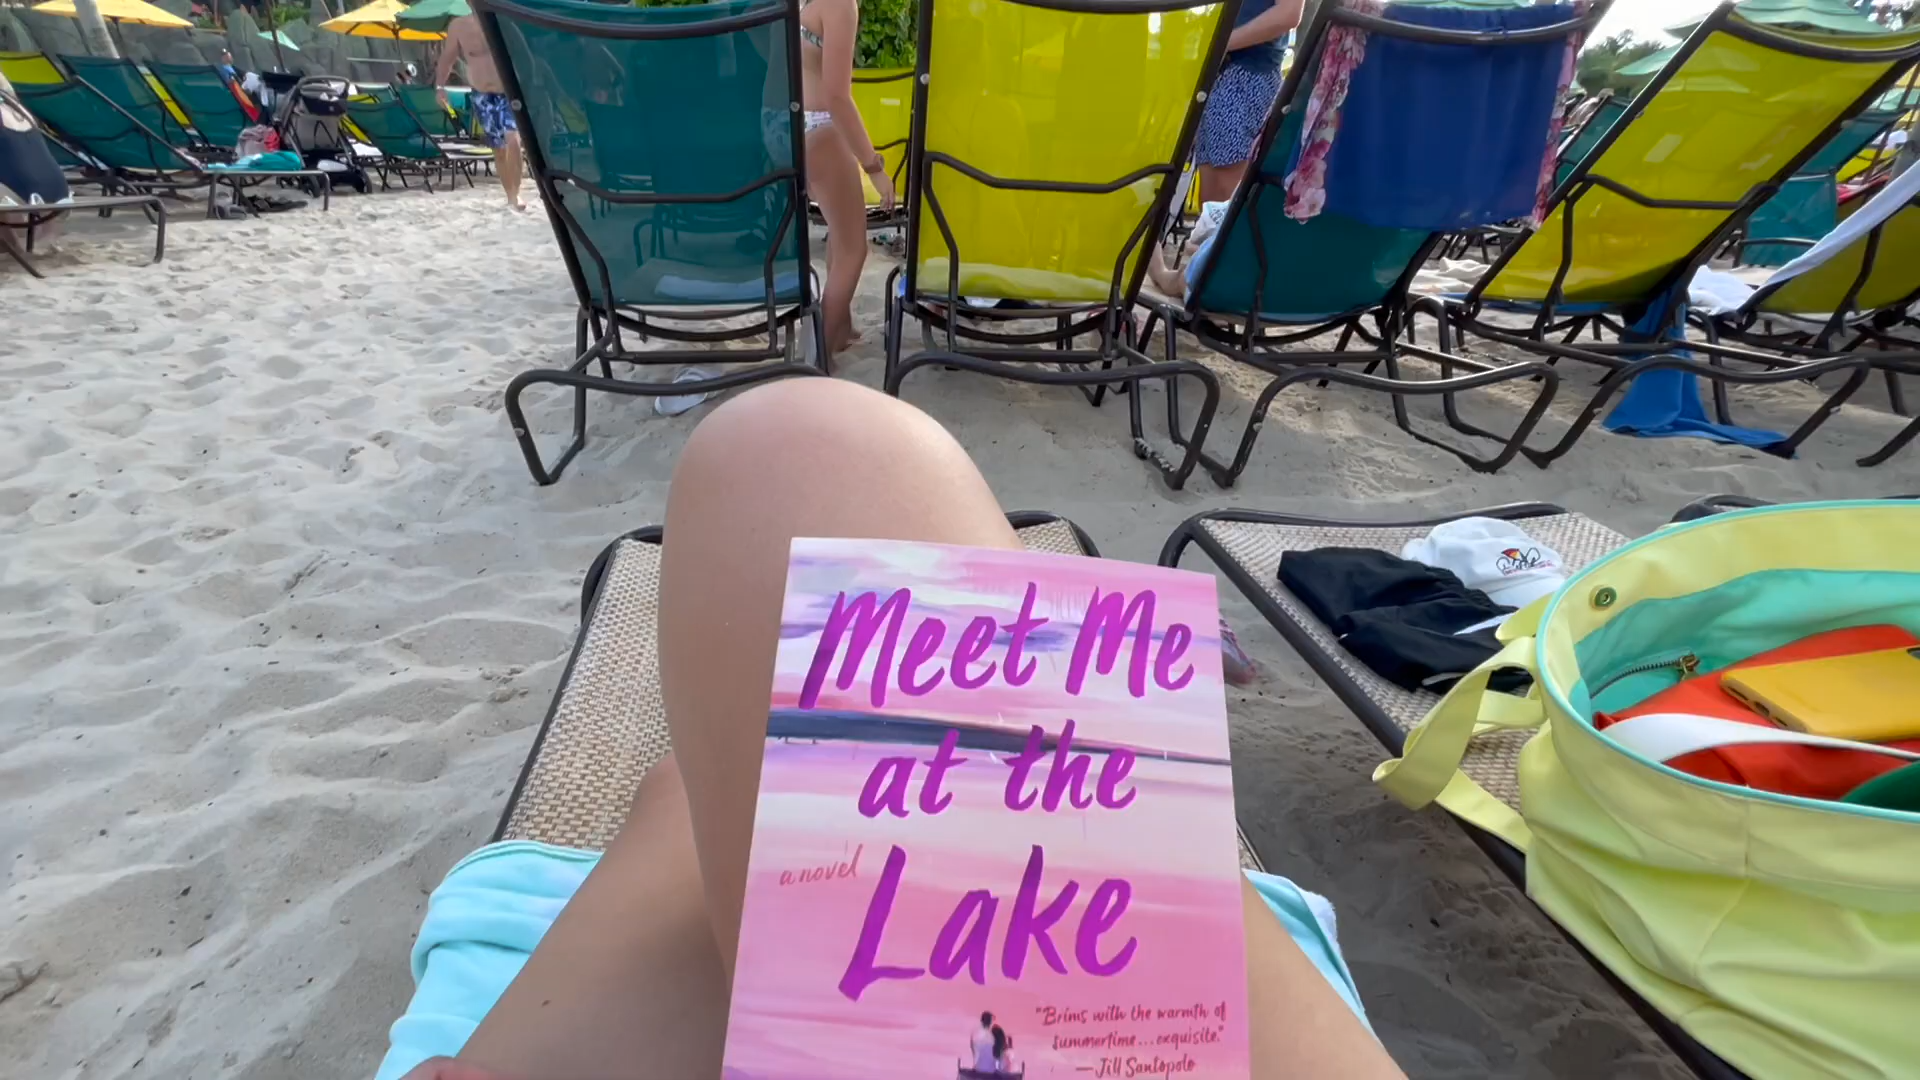 Meet Me
at the
a novel
Lake
"Brims with the warmth of
summertime...exquisite."
—Jill Santopolo